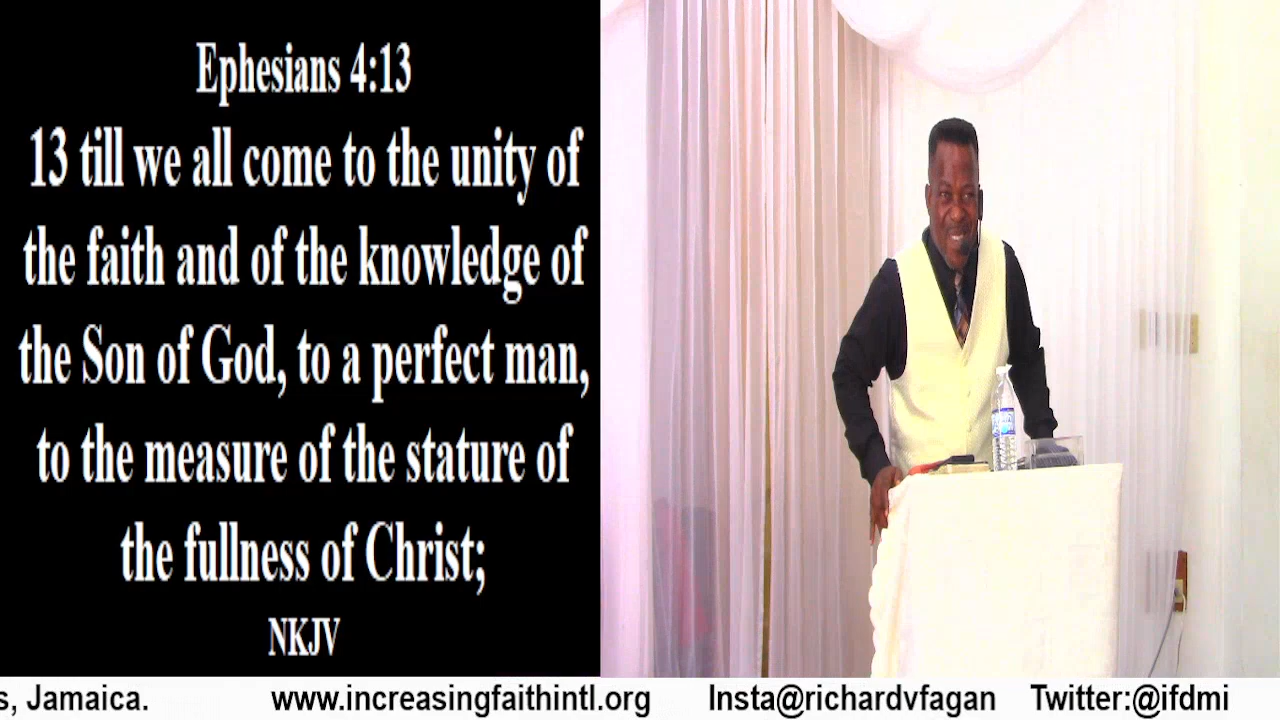 Ephesians 4:13
13 till we all come to the unity of
the faith and of the knowledge of
the Son of God, to a perfect man,
to the measure of the stature of
the fullness of Christ;
NKJV
s, Jamaica. www.increasingfaithintl.org Insta@richardvfagan Twitter:@ifdmi